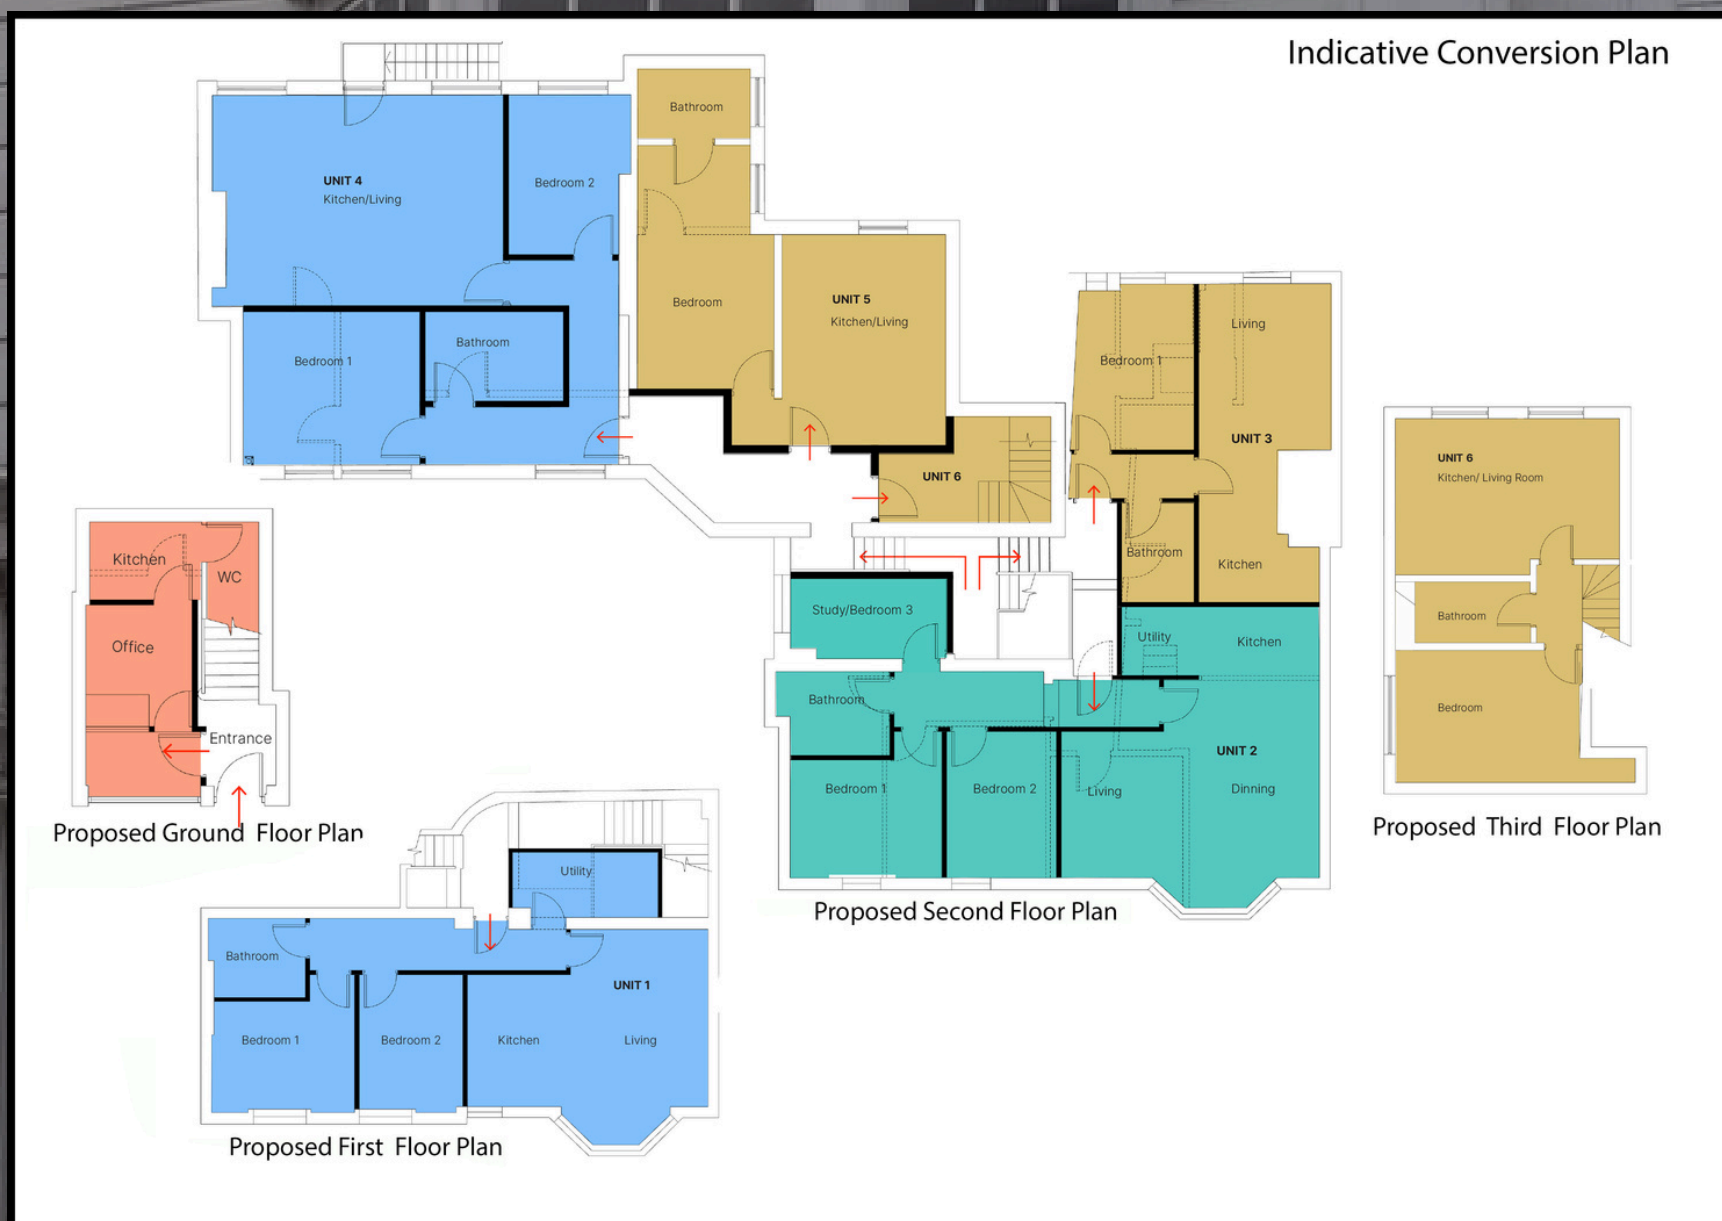 Indicative Conversion Plan
Bathroom
UNIT 4
Kitchen/Living
Bedroom 2
Bedroom
UNIT 5
Kitchen/Living
Bedroom 1
Bathroom
UNIT 6
Living
Bedroom 1
UNIT 3
Bathroom
Kitchen
UNIT 6
Kitchen/ Living Room
Bathroom
Bedroom
Proposed Third Floor Plan
Kitchen
WC
Office
Entrance
Proposed Ground Floor Plan
Study/Bedroom 3
Utility
Kitchen
Bathroom
UNIT 2
Bedroom 1
Bedroom 2
Living
Dinning
Proposed Second Floor Plan
Utility
Bathroom
UNIT 1
Bedroom 1
Bedroom 2
Kitchen
Living
Proposed First Floor Plan